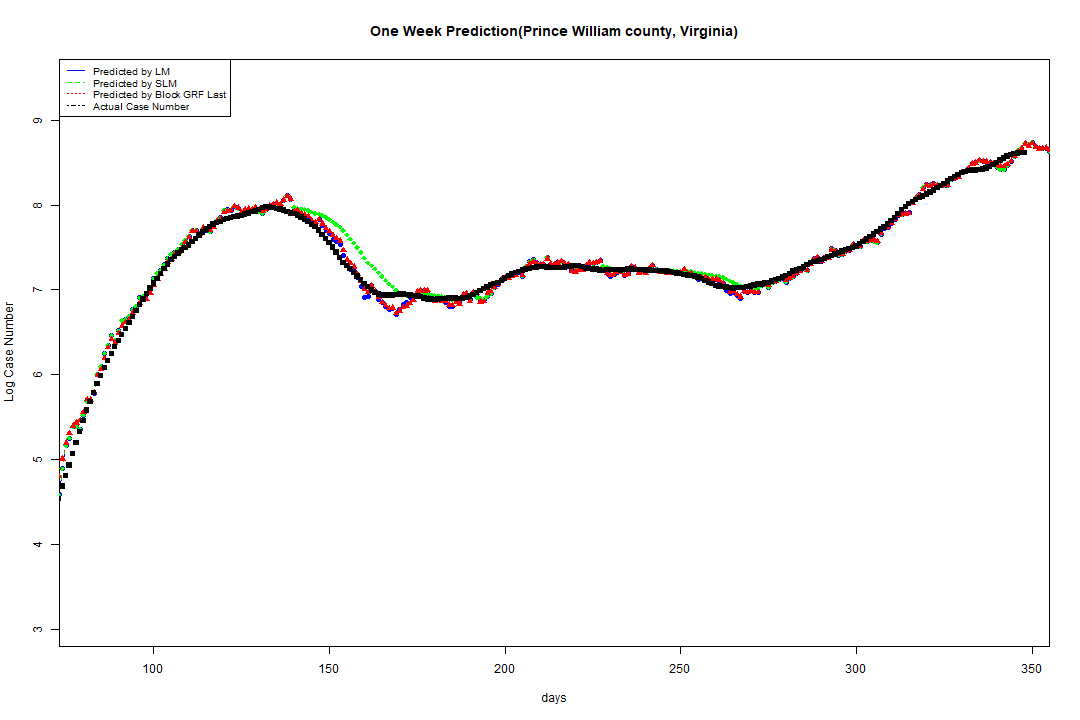 One Week Prediction(Prince William county, Virginia)
Predicted by LM
Predicted by SLM
Predicted by Block GRF Last
Actual Case Number
9
8
7
6
5
4
3
Log Case Number
100 150 200 250 300 350
days